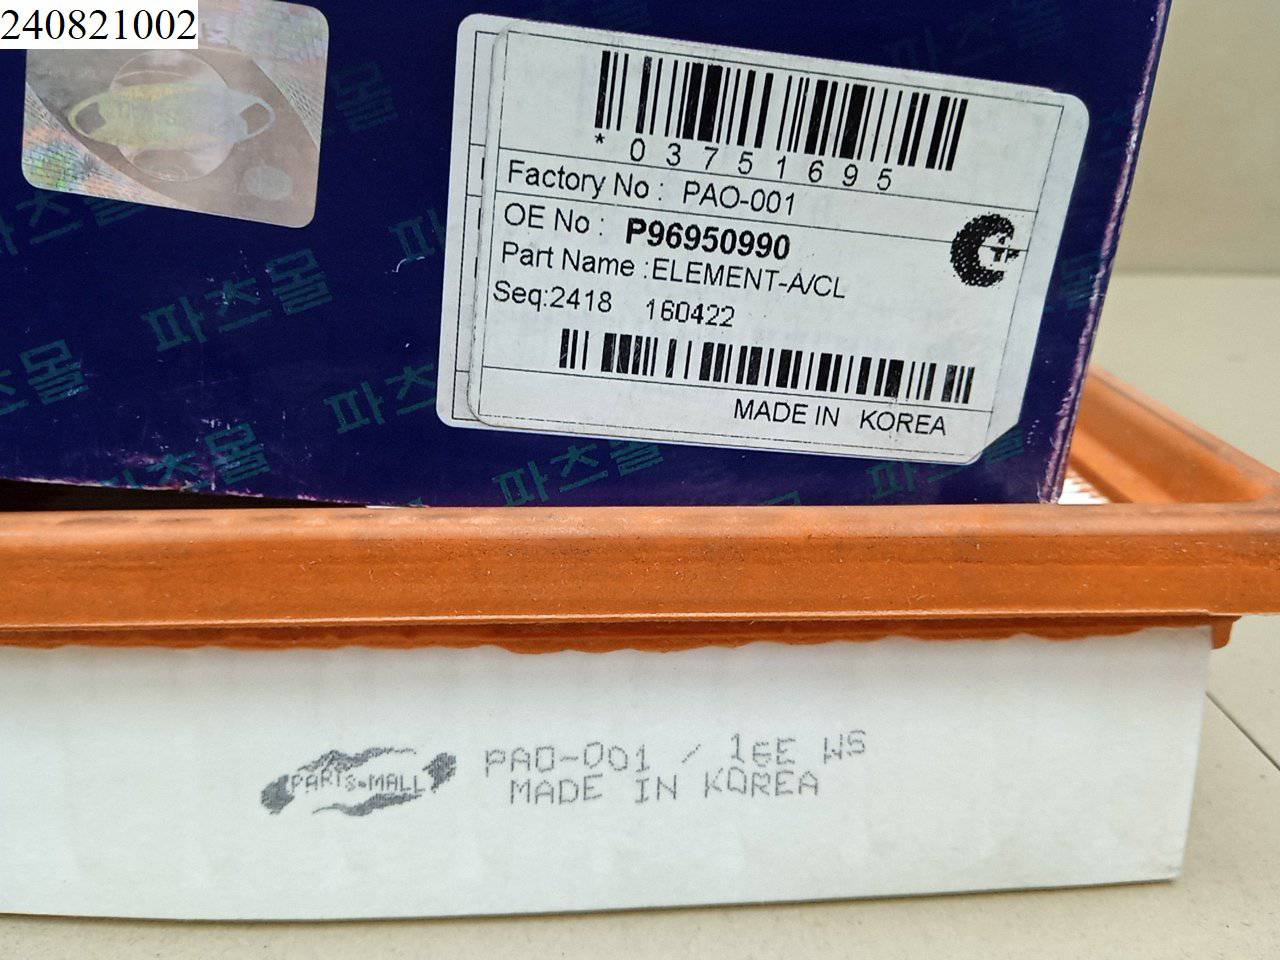 240821002
*03751695
Factory No : PAO-001
OE No : P96950990
Part Name :ELEMENT-A/CL
Seq:2418 160422
MADE IN KOREA
파츠몰
파츠몰
파츠몰
파츠몰
PARTS-MALL
PAO-001 / 16E WS
MADE IN KOREA